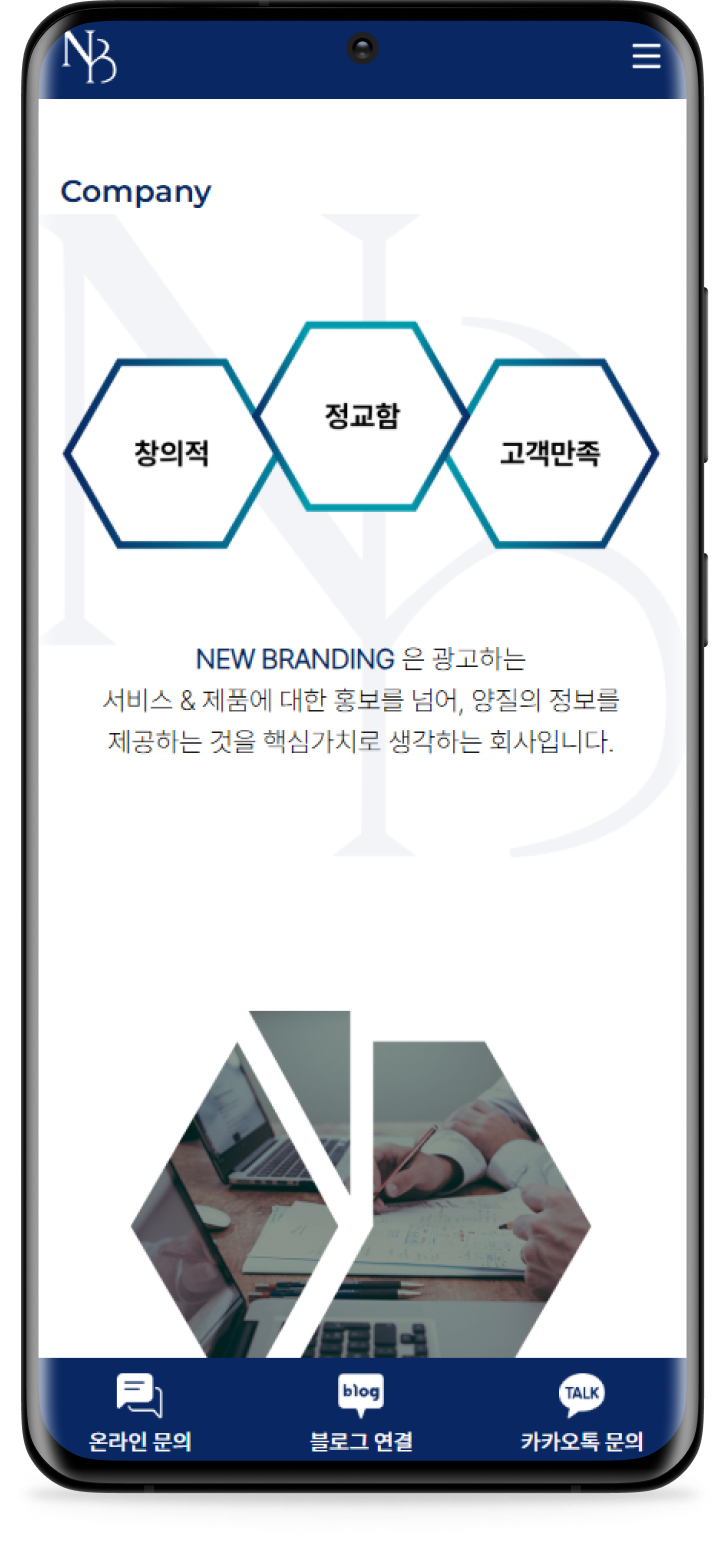 NB
Company
창의적
정교함
고객만족
NEW BRANDING 은 광고하는
서비스 & 제품에 대한 홍보를 넘어, 양질의 정보를
제공하는 것을 핵심가치로 생각하는 회사입니다.
blog
TALK
온라인 문의
블로그 연결
카카오톡 문의